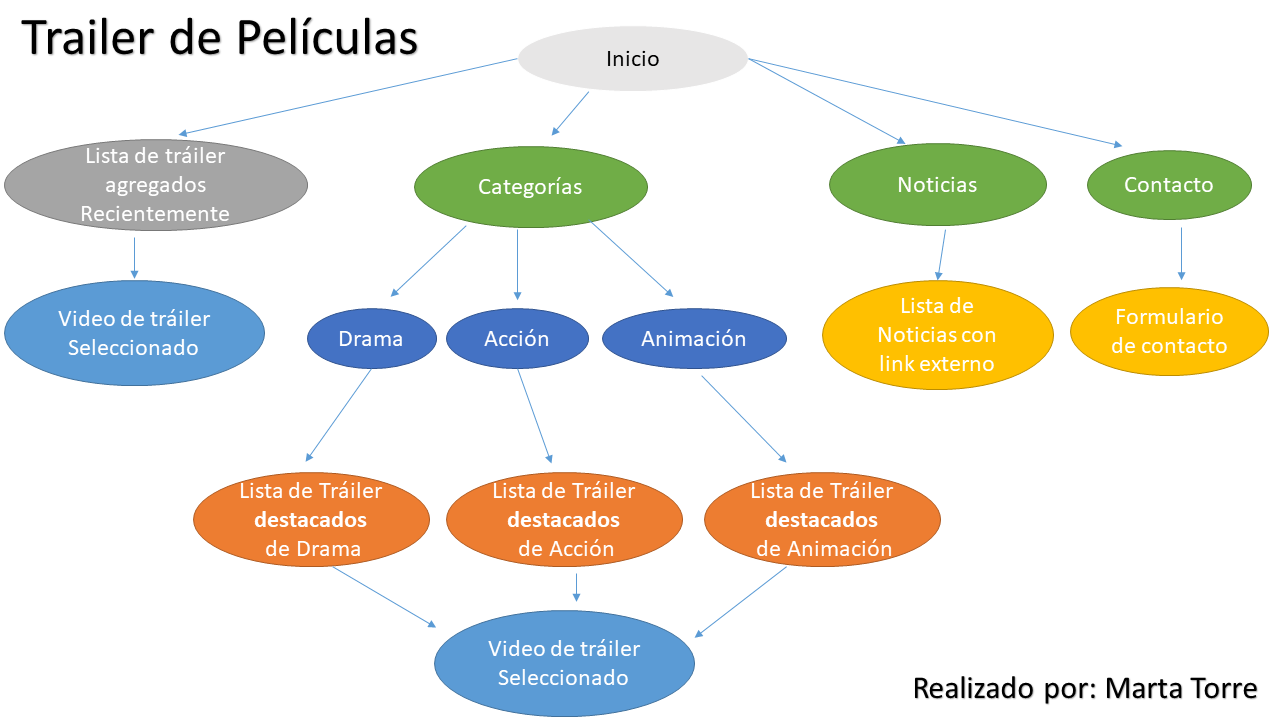 Trailer de Películas
Inicio
Lista de tráiler
agregados
Recientemente
Categorías
Noticias
Contacto
Video de tráiler
Seleccionado
Drama
Acción
Animación
Lista de
Noticias con
link externo
Formulario
de contacto
Lista de Tráiler
destacados
de Drama
Lista de Tráiler
destacados
de Acción
Lista de Tráiler
destacados
de Animación
Video de tráiler
Seleccionado
Realizado por: Marta Torre